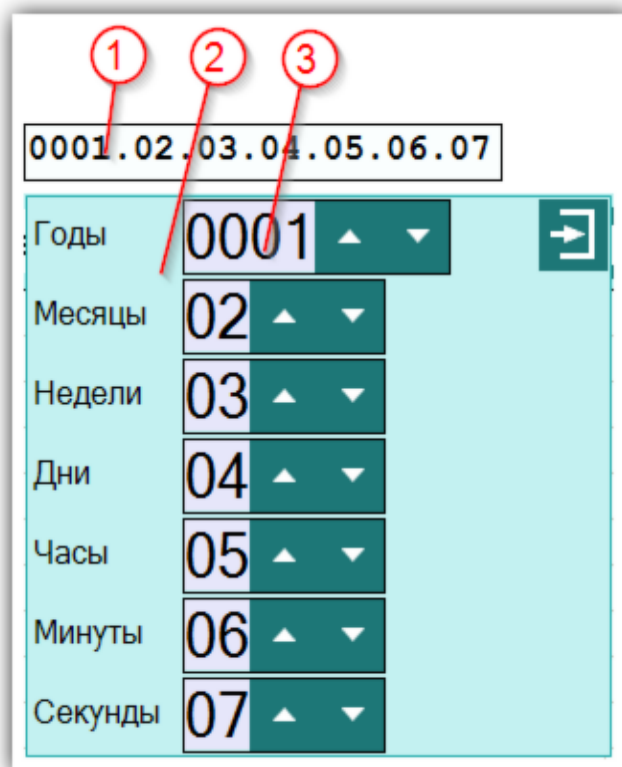 1 2 3
0001.02.03.04.05.06.07
Годы 0001
Месяцы 02
Недели 03
Дни 04
Часы 05
Минуты 06
Секунды 07